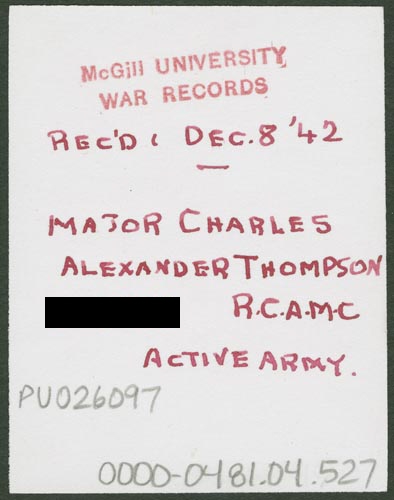 McGill UNIVERSITY
WAR RECORDS
REC'D, DEC. 8 '42
MAJOR CHARLES
ALEXANDER THOMPSON
R.C.A.M.C
ACTIVE ARMY.
PU026097
0000-0481.04.527